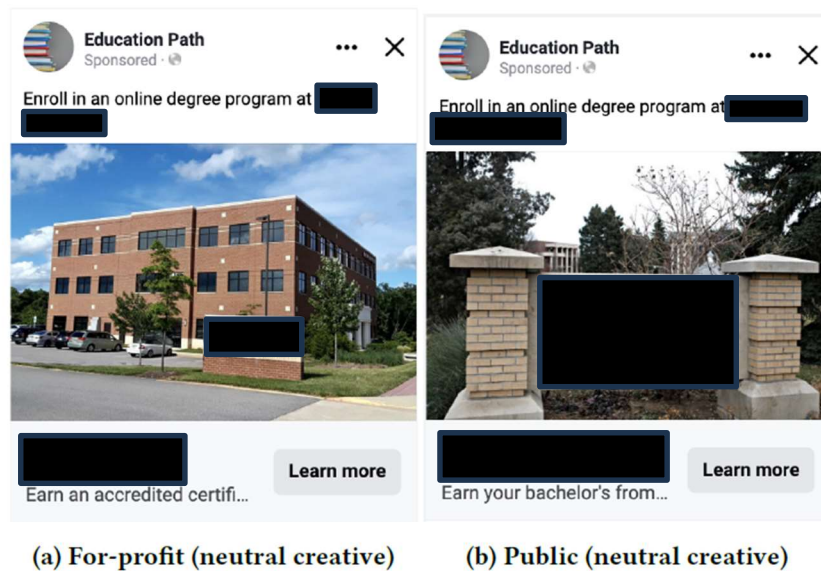 Education Path
Sponsored ·
Enroll in an online degree program at
Earn an accredited certifi...
Learn more
(a) For-profit (neutral creative)
Education Path
Sponsored ·
Enroll in an online degree program at
Earn your bachelor's from...
Learn more
(b) Public (neutral creative)